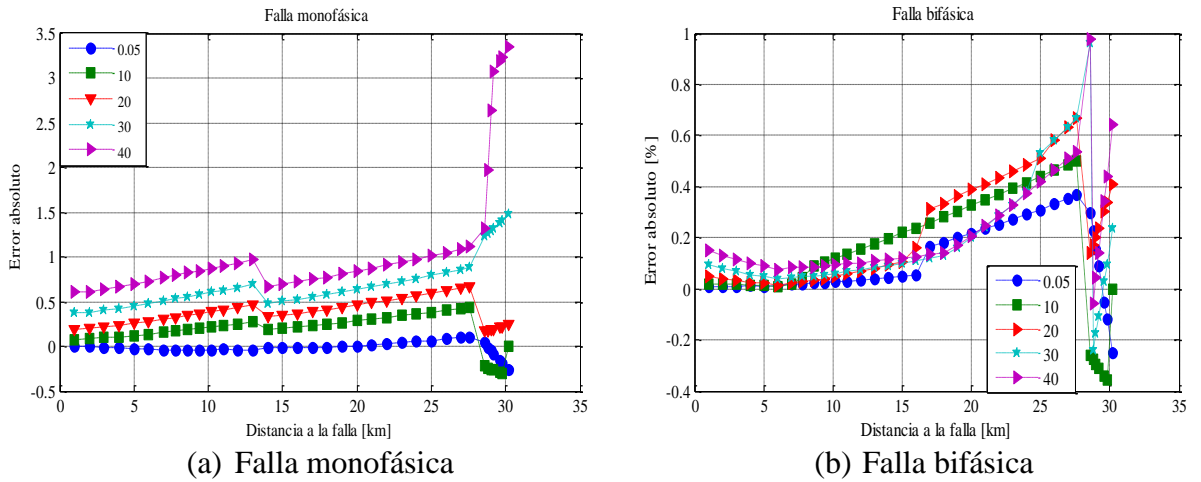 Falla monofásica
Error absoluto
3.5
3
2.5
2
1.5
1
0.5
0
-0.5
0.05
10
20
30
40
0 5 10 15 20 25 30 35
Distancia a la falla [km]
(a) Falla monofásica
Falla bifásica
Error absoluto [%]
1
0.8
0.6
0.4
0.2
0
-0.2
-0.4
0.05
10
20
30
40
0 5 10 15 20 25 30 35
Distancia a la falla [km]
(b) Falla bifásica